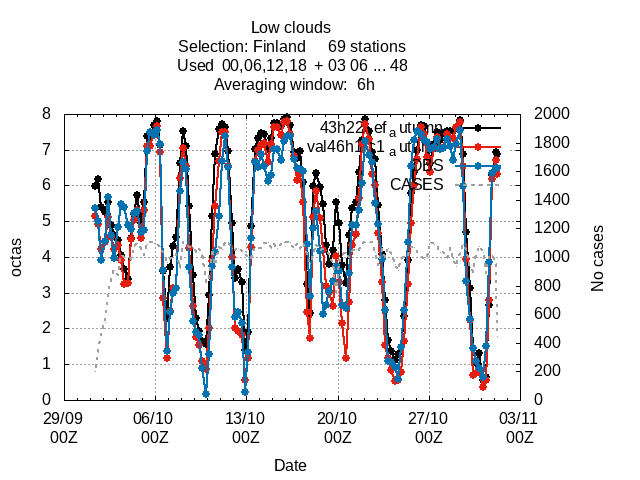 Low clouds
Selection: Finland 69 stations
Used 00,06,12,18 + 03 06 ... 48
Averaging window: 6h
8 2000
7 1800
6 1600
5 1400
4 1200
3 1000
2 800
1 600
0 400
200
0
octas
No cases
CASES
29/09 06/10 13/10 20/10 27/10 03/11
00Z 00Z 00Z 00Z 00Z 00Z
Date